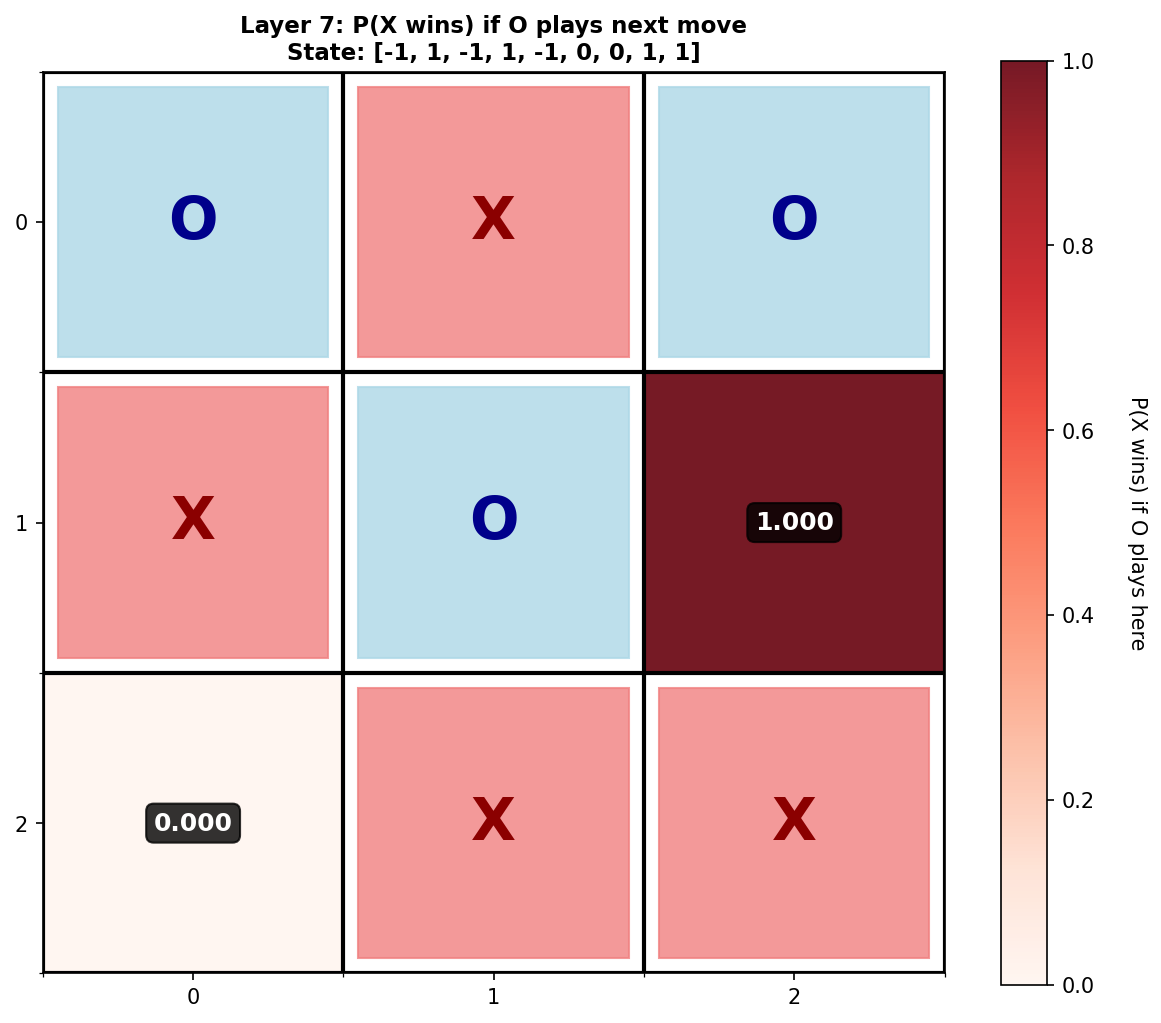 Layer 7: P(X wins) if O plays next move
State: [-1, 1, -1, 1, -1, 0, 0, 1, 1]
0
O
X
O
1
X
O
1.000
2
0.000
X
X
0
1
2
1.0
0.8
0.6
0.4
0.2
0.0
P(X wins) if O plays here